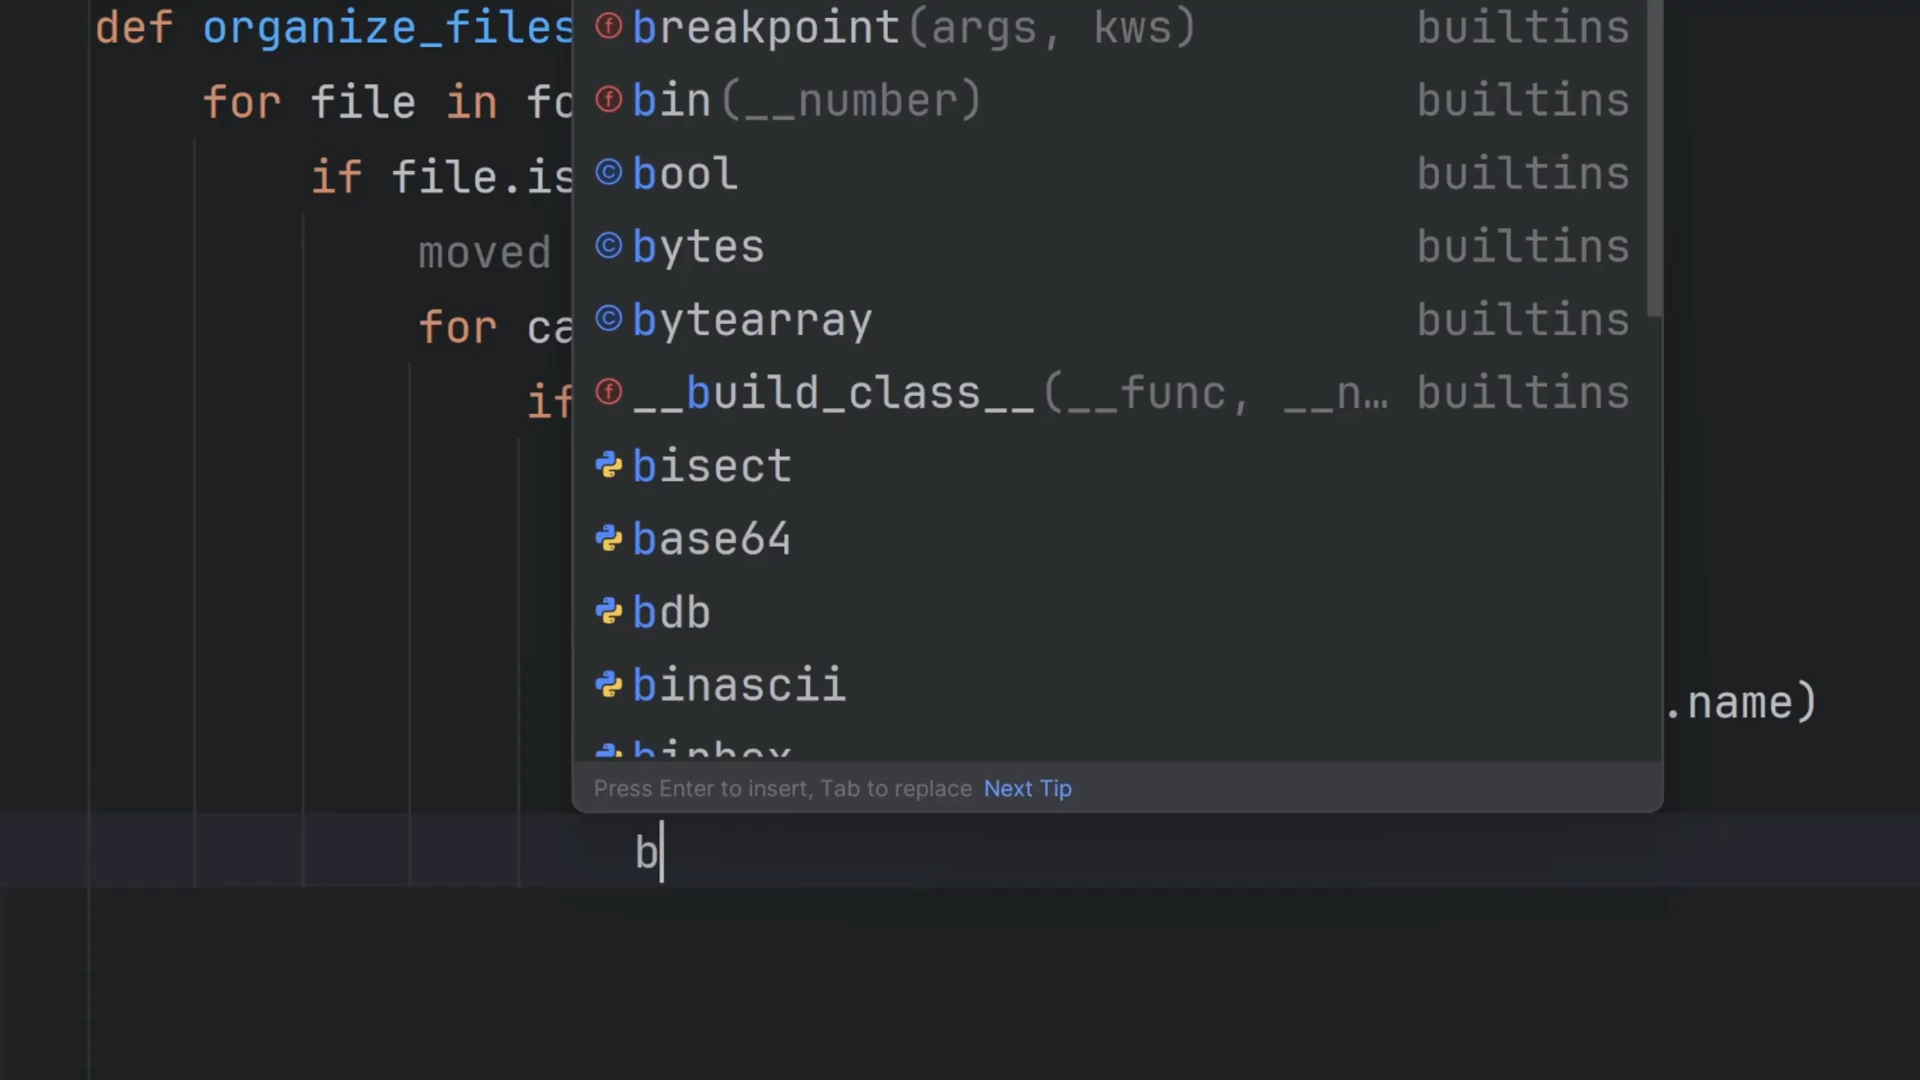 def organize_files
for file in fo
if file.is
moved
for ca
if
breakpoint(args, kws) builtins
bin(__number) builtins
bool builtins
bytes builtins
bytearray builtins
__build_class__(__func, __n… builtins
bisect
base64
bdb
binascii
Press Enter to insert, Tab to replace Next Tip
.name)
b